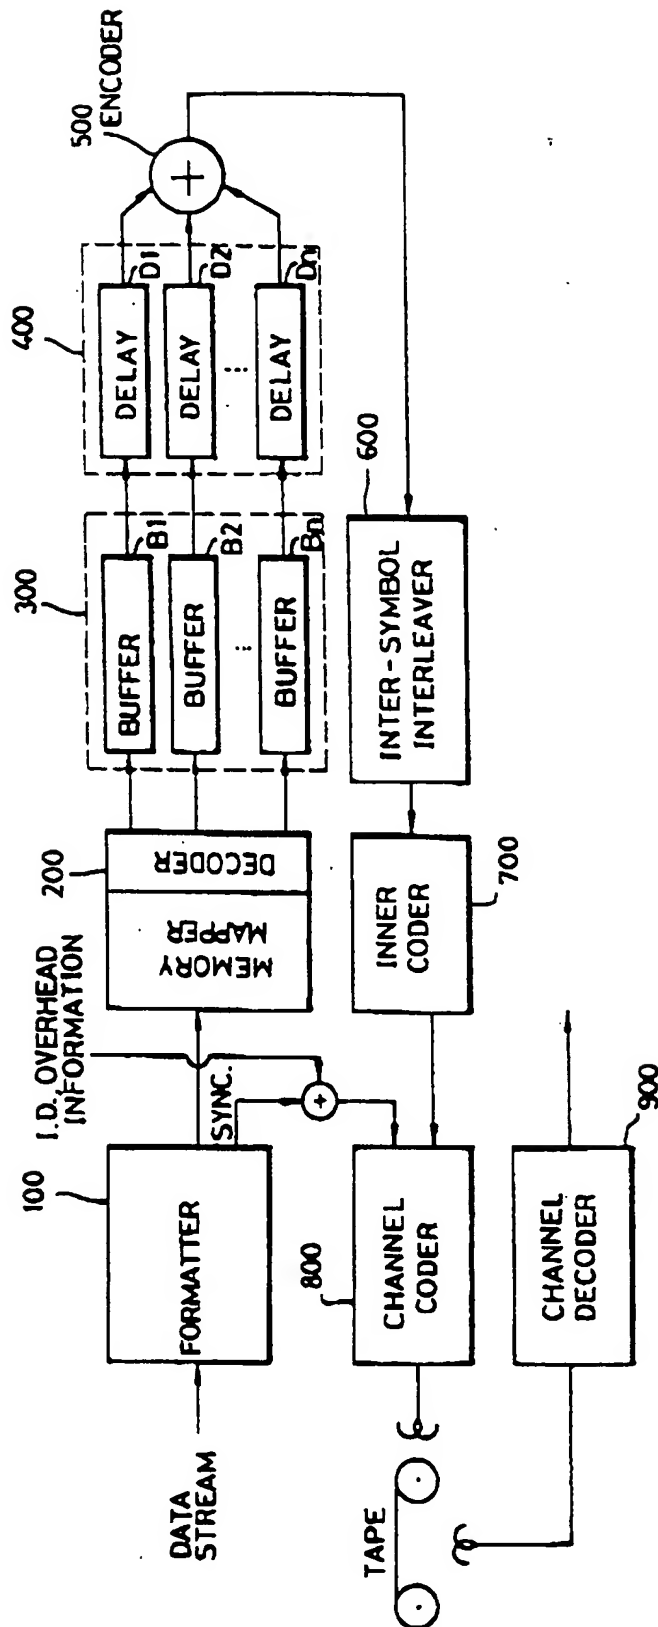 DATA
STREAM
100
FORMATTER
SYNC.
I.D., OVERHEAD
INFORMATION
+
200
MEMORY
MAPPER
DECODER
300
BUFFER
B1
BUFFER
B2
...
BUFFER
Bn
400
DELAY
D1
DELAY
D2
...
DELAY
Dn
500
ENCODER
+
600
INTER-SYMBOL
INTERLEAVER
INNER
CODER
700
800
CHANNEL
CODER
TAPE
CHANNEL
DECODER
900